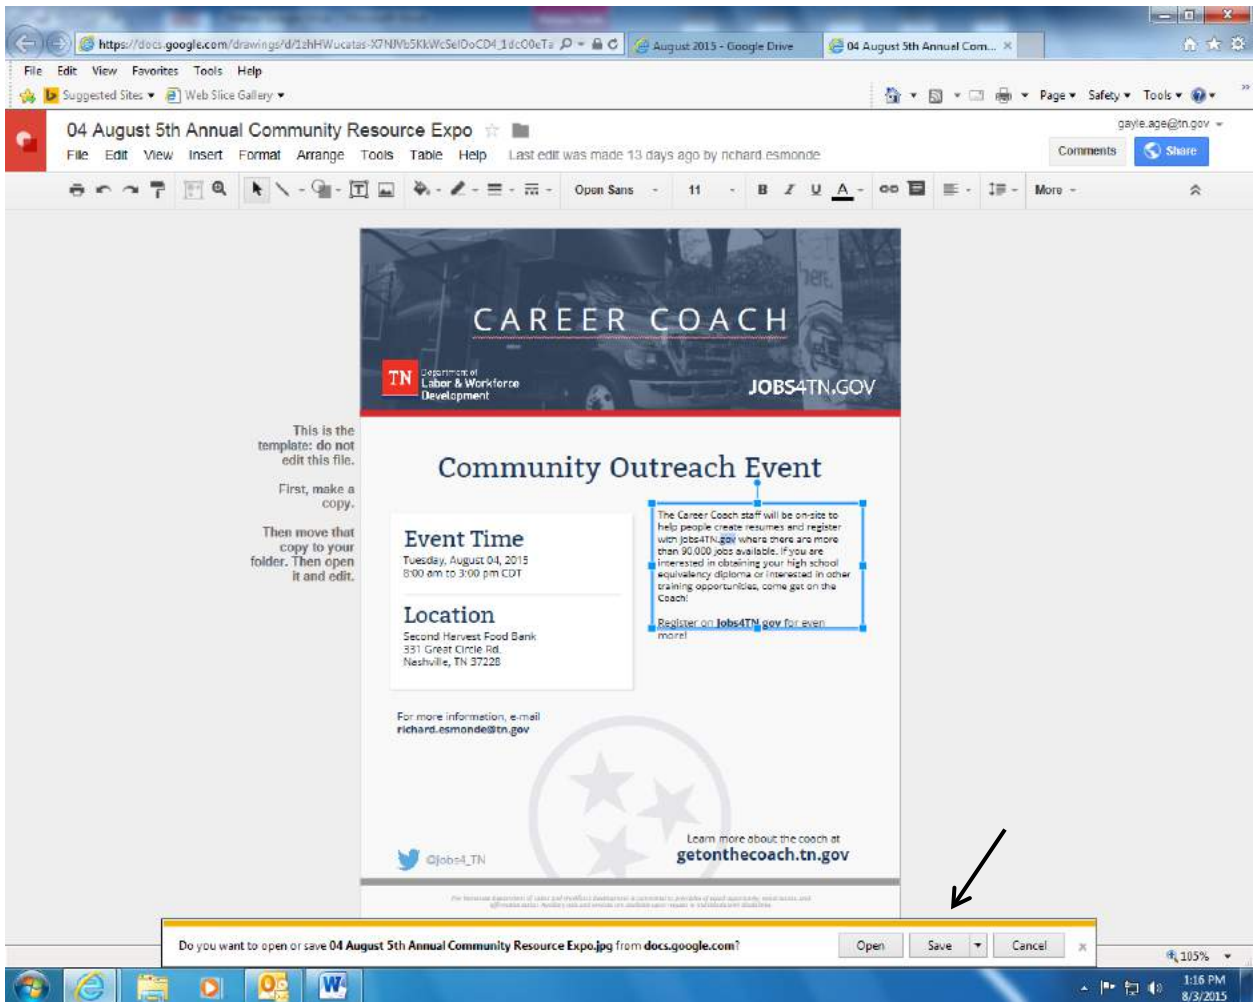 https://docs.google.com/drawings/d/1zhHWucatas-X7NJVb5KkWcSelOoCD4_1dcO0eTa
August 2015 - Google Drive
04 August 5th Annual Com...
File Edit View Favorites Tools Help
Suggested Sites
Web Slice Gallery
Page Safety Tools
04 August 5th Annual Community Resource Expo
gayle.age@tn.gov
File Edit View Insert Format Arrange Tools Table Help Last edit was made 13 days ago by richard.esmonde
Comments
Share
Open Sans 11 B I U A More
CAREER COACH
here.
TN
Department of
Labor & Workforce
Development
JOBS4TN.GOV
This is the
template: do not
edit this file.
First, make a
copy.
Then move that
copy to your
folder. Then open
it and edit.
Community Outreach Event
Event Time
Tuesday, August 04, 2015
8:00 am to 3:00 pm CDT
Location
Second Harvest Food Bank
331 Great Circle Rd.
Nashville, TN 37228
The Career Coach staff will be on-site to
help people create resumes and register
with Jobs4TN.gov where there are more
than 90,000 jobs available. If you are
interested in obtaining your high school
equivalency diploma or interested in other
training opportunities, come get on the
Coach!
Register on Jobs4TN.gov for even
more!
For more information, e-mail
richard.esmonde@tn.gov
Learn more about the coach at
getonthecoach.tn.gov
@Jobs4_TN
Do you want to open or save 04 August 5th Annual Community Resource Expo.jpg from docs.google.com?
Open Save Cancel
105%
1:16 PM
8/3/2015